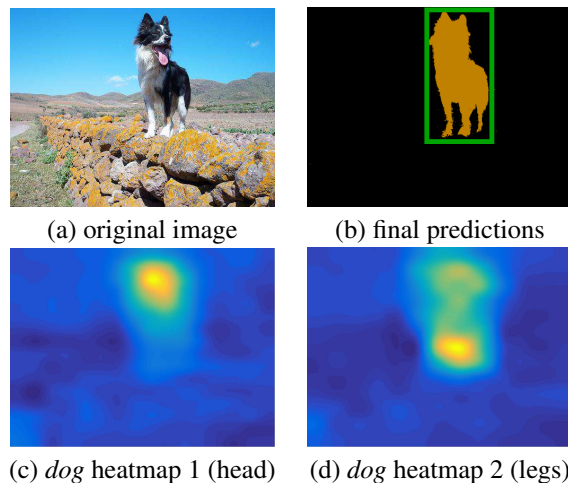 (a) original image
(b) final predictions
(c) dog heatmap 1 (head)
(d) dog heatmap 2 (legs)